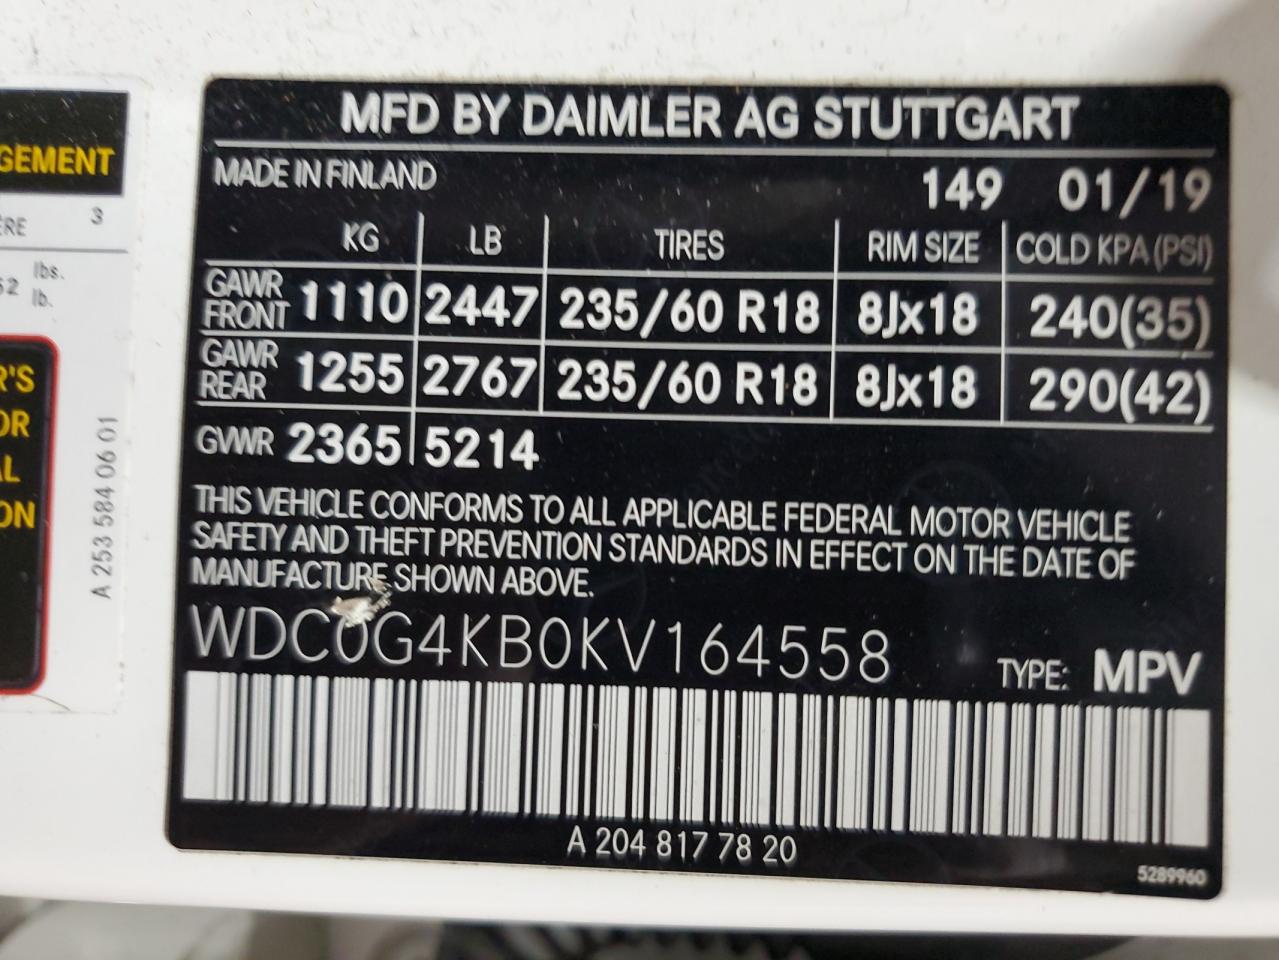 MFD BY DAIMLER AG STUTTGART
MADE IN FINLAND 149 01/19
KG LB TIRES RIM SIZE COLD KPA (PSI)
GAWR FRONT 1110 2447 235/60 R18 8Jx18 240(35)
GAWR REAR 1255 2767 235/60 R18 8Jx18 290(42)
GVWR 2365 5214
THIS VEHICLE CONFORMS TO ALL APPLICABLE FEDERAL MOTOR VEHICLE
SAFETY AND THEFT PREVENTION STANDARDS IN EFFECT ON THE DATE OF
MANUFACTURE SHOWN ABOVE.
WDC0G4KB0KV164558 TYPE: MPV
A 204 817 78 20
5289960
GEMENT
ÈRE 3
52 lbs.
lb.
R'S
OR
AL
ON
A 253 584 06 01